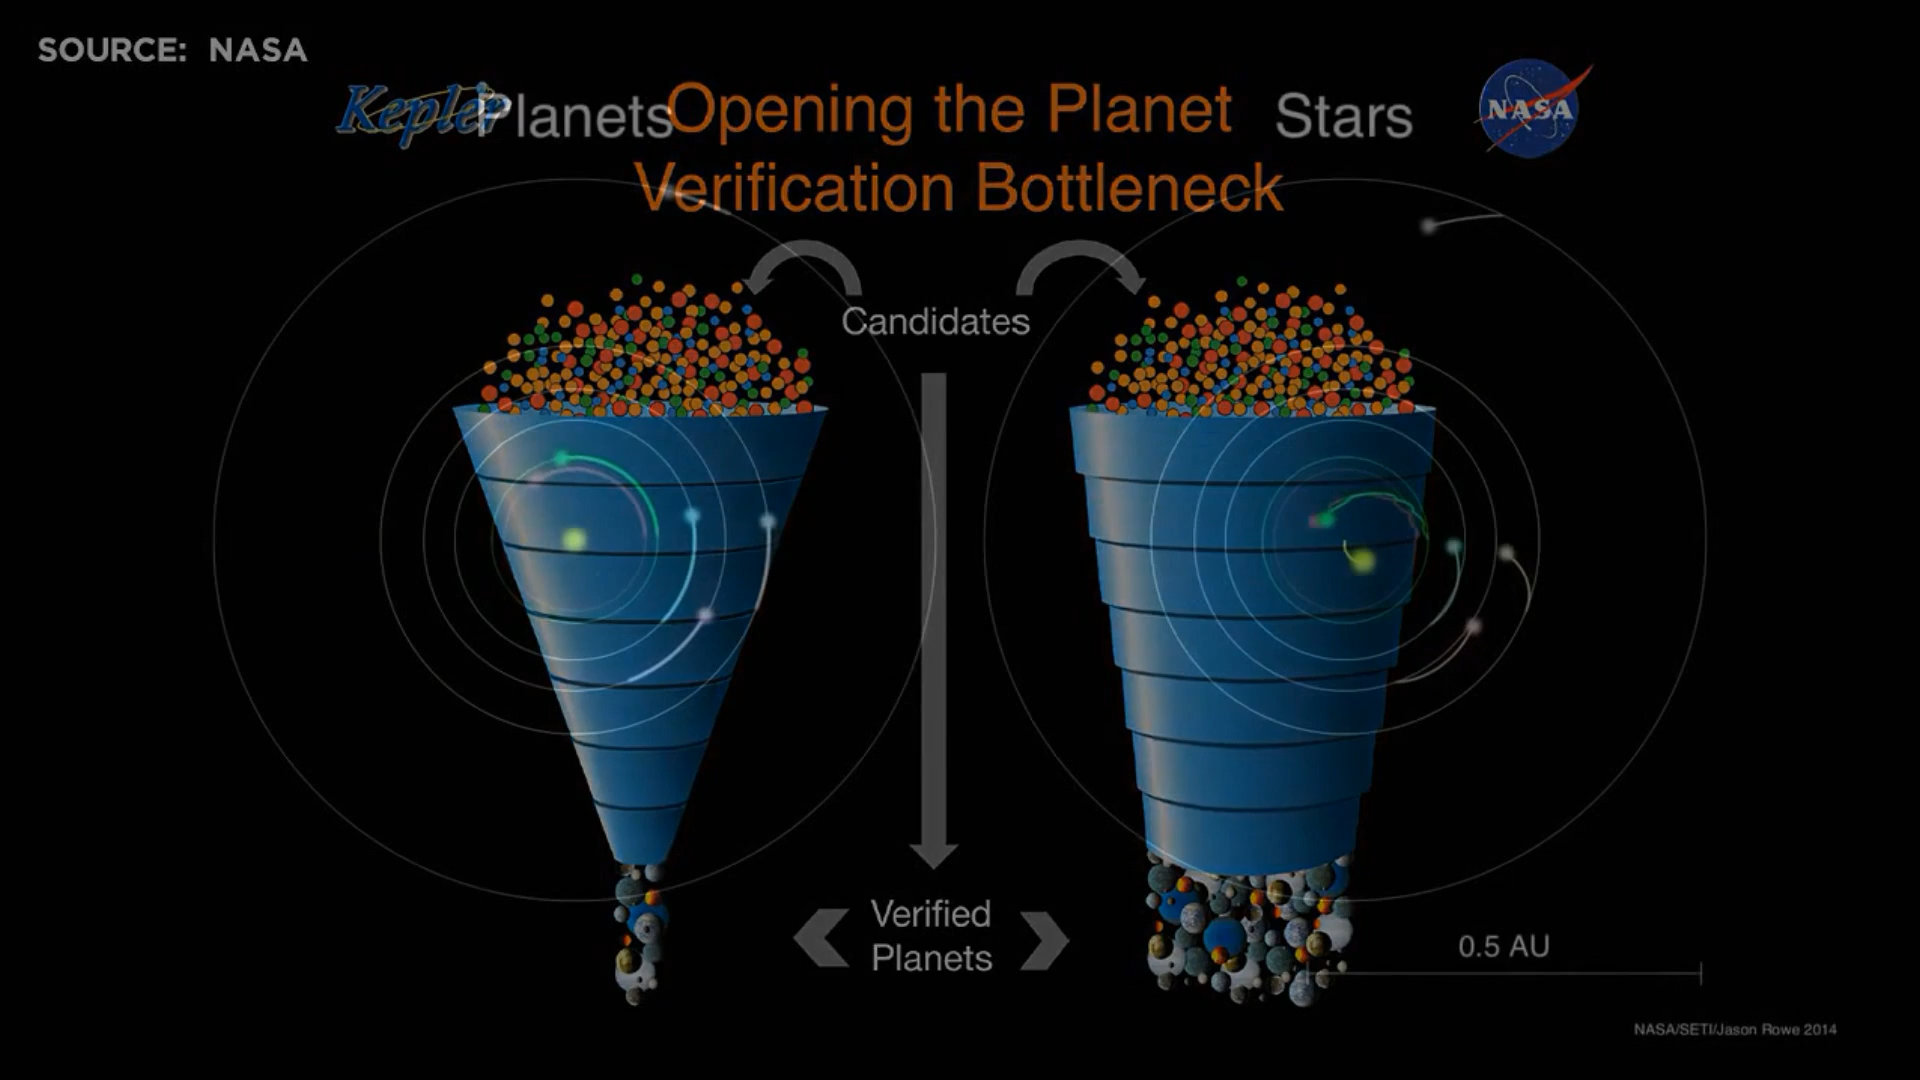 SOURCE: NASA
Kepler
Planets
Opening the Planet
Verification Bottleneck
Stars
NASA
Candidates
Verified
Planets
0.5 AU
NASA/SETI/Jason Rowe 2014